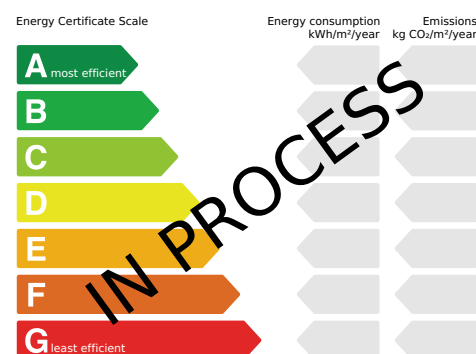 Energy Certificate Scale
Energy consumption
kWh/m²/year
Emissions
kg CO₂/m²/year
A most efficient
B
C
D
E
F
G least efficient
IN PROCESS